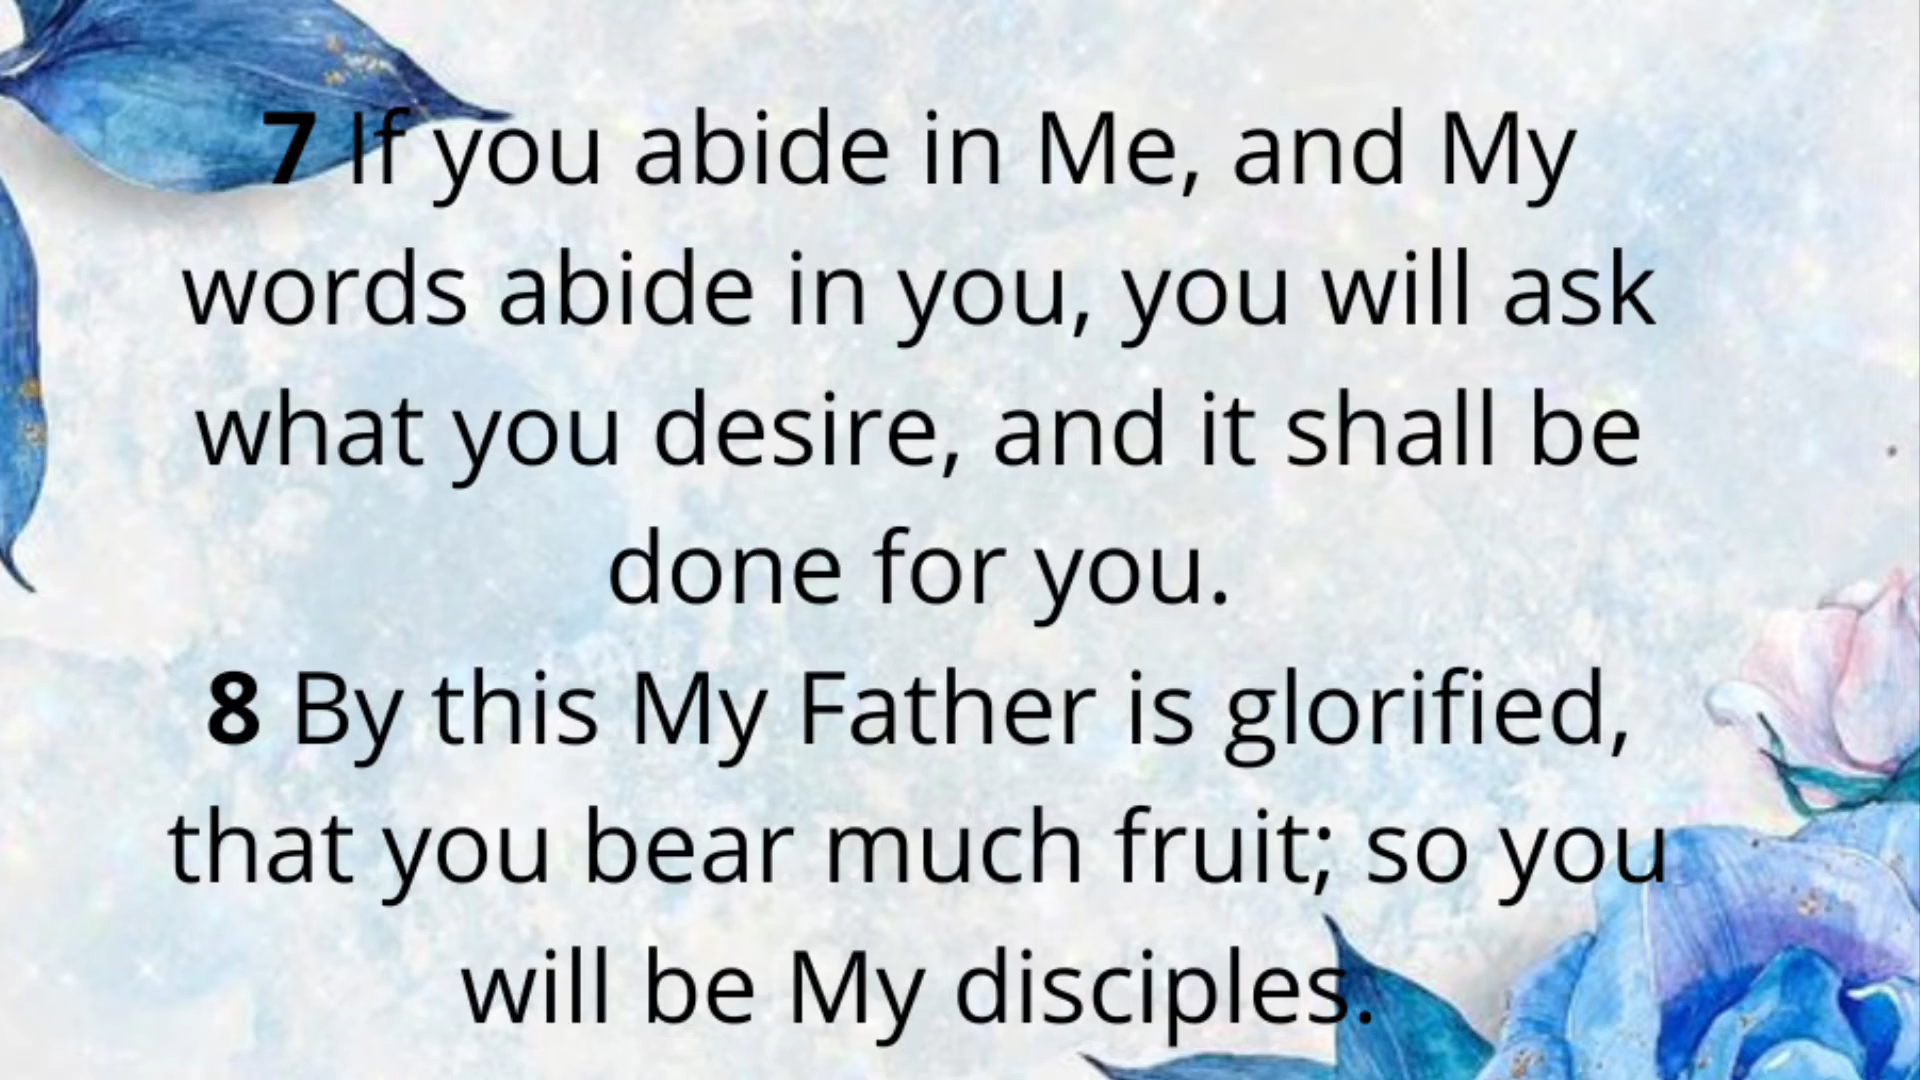 7 If you abide in Me, and My
words abide in you, you will ask
what you desire, and it shall be
done for you.
8 By this My Father is glorified,
that you bear much fruit; so you
will be My disciples.